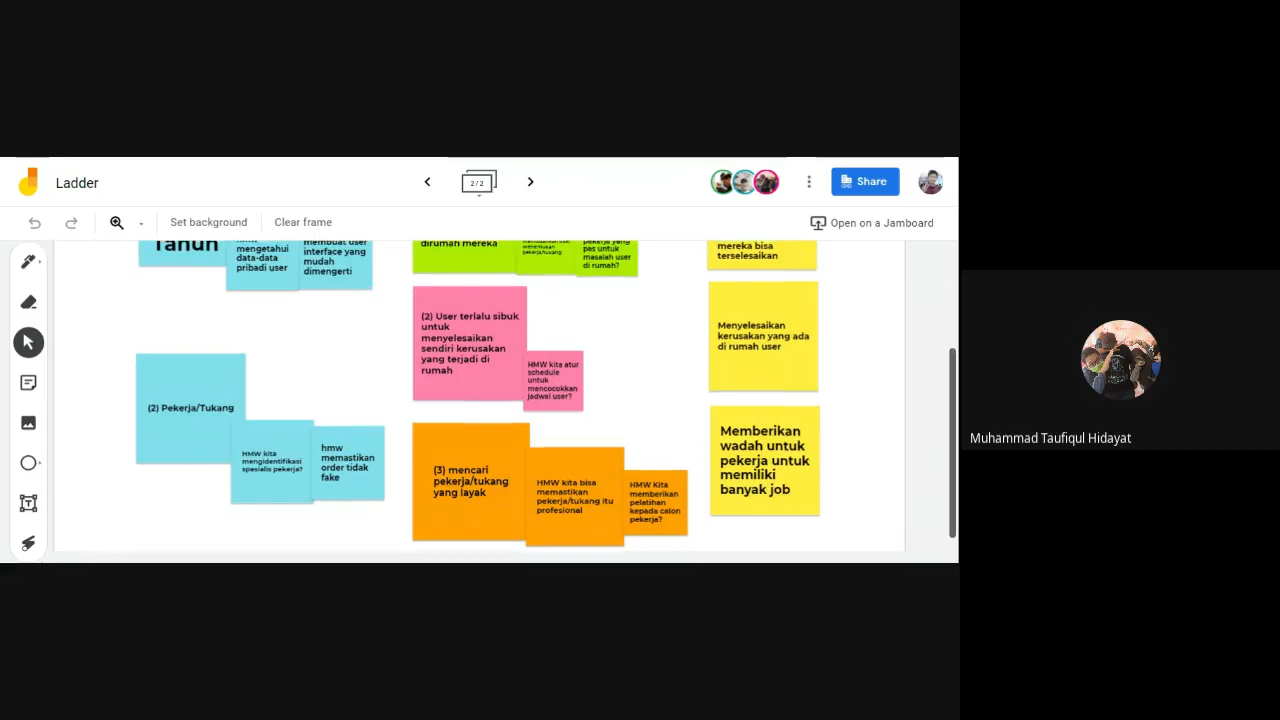 Ladder
2 / 2
Share
Set background
Clear frame
Open on a Jamboard
Tahun
mengetahui
data-data
pribadi user
membuat user
interface yang
mudah
dimengerti
dirumah mereka
pekerja/tukang
pekerja yang
pas untuk
masalah user
di rumah?
mereka bisa
terselesaikan
(2) User terlalu sibuk
untuk
menyelesaikan
sendiri kerusakan
yang terjadi di
rumah
HMW kita atur
schedule
untuk
mencocokkan
jadwal user?
Menyelesaikan
kerusakan yang ada
di rumah user
(2) Pekerja/Tukang
HMW kita
mengidentifikasi
spesialis pekerja?
hmw
memastikan
order tidak
fake
(3) mencari
pekerja/tukang
yang layak
HMW kita bisa
memastikan
pekerja/tukang itu
profesional
HMW Kita
memberikan
pelatihan
kepada calon
pekerja?
Memberikan
wadah untuk
pekerja untuk
memiliki
banyak job
Muhammad Taufiqul Hidayat